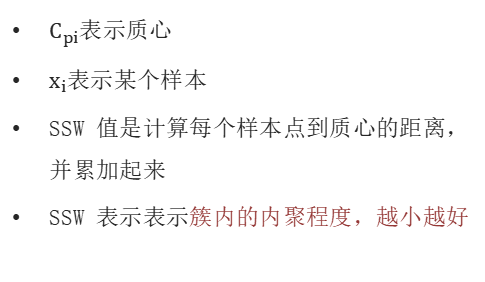 • C_pi表示质心
• x_i表示某个样本
• SSW 值是计算每个样本点到质心的距离，
并累加起来
• SSW 表示表示簇内的内聚程度，越小越好